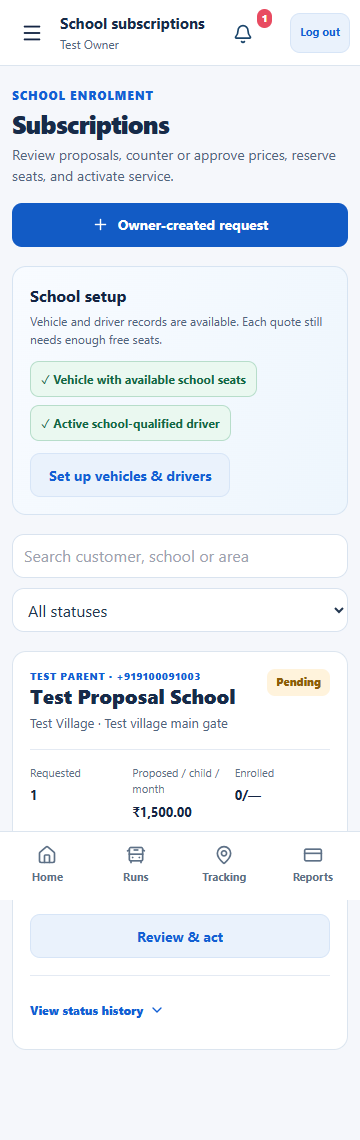 School subscriptions
Test Owner
1
Log out
SCHOOL ENROLMENT
Subscriptions
Review proposals, counter or approve prices, reserve
seats, and activate service.
+ Owner-created request
School setup
Vehicle and driver records are available. Each quote still
needs enough free seats.
✓ Vehicle with available school seats
✓ Active school-qualified driver
Set up vehicles & drivers
Search customer, school or area
All statuses
TEST PARENT · +919100091003
Pending
Test Proposal School
Test Village · Test village main gate
Requested
1
Proposed / child /
month
₹1,500.00
Enrolled
0/—
Home
Runs
Tracking
Reports
Review & act
View status history